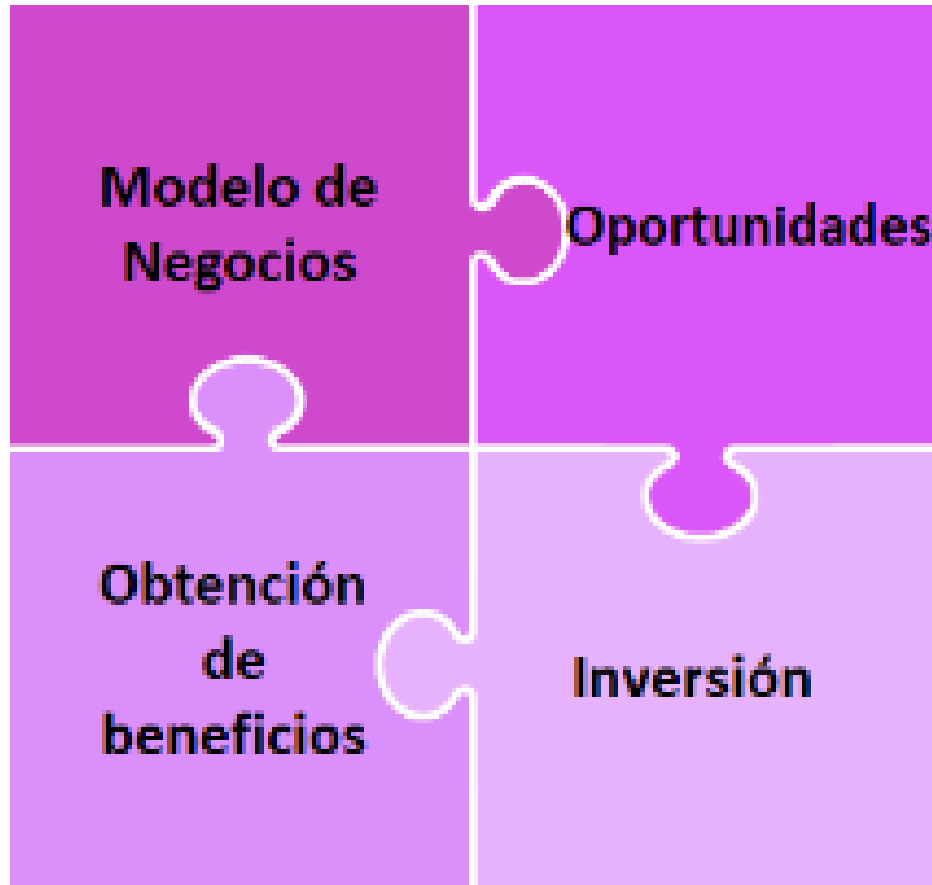 Modelo de
Negocios
Oportunidades
Obtención
de
beneficios
Inversión